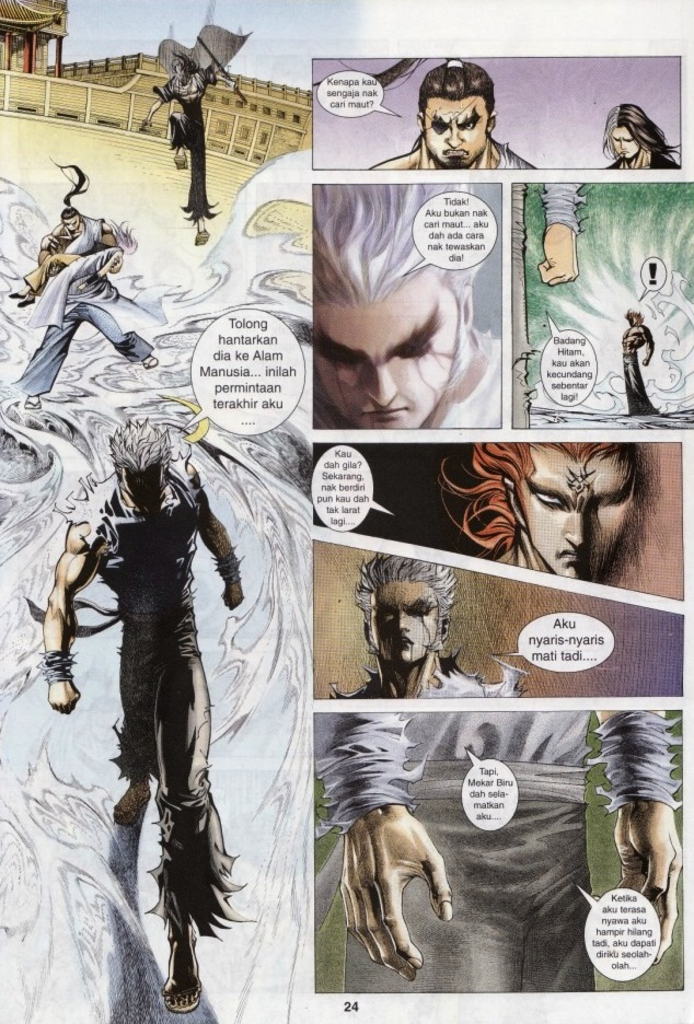 Kenapa kau
sengaja nak
cari maut?
Tidak!
Aku bukan nak
cari maut... aku
dah ada cara
nak tewaskan
dia!
!
Badang
Hitam,
kau akan
kecundang
sebentar
lagi!
Tolong
hantarkan
dia ke Alam
Manusia... inilah
permintaan
terakhir aku
....
Kau
dah gila?
Sekarang,
nak berdiri
pun kau dah
tak larat
lagi....
Aku
nyaris-nyaris
mati tadi....
Tapi,
Mekar Biru
dah sela-
matkan
aku....
Ketika
aku terasa
nyawa aku
hampir hilang
tadi, aku dapati
diriku seolah-
olah...
24